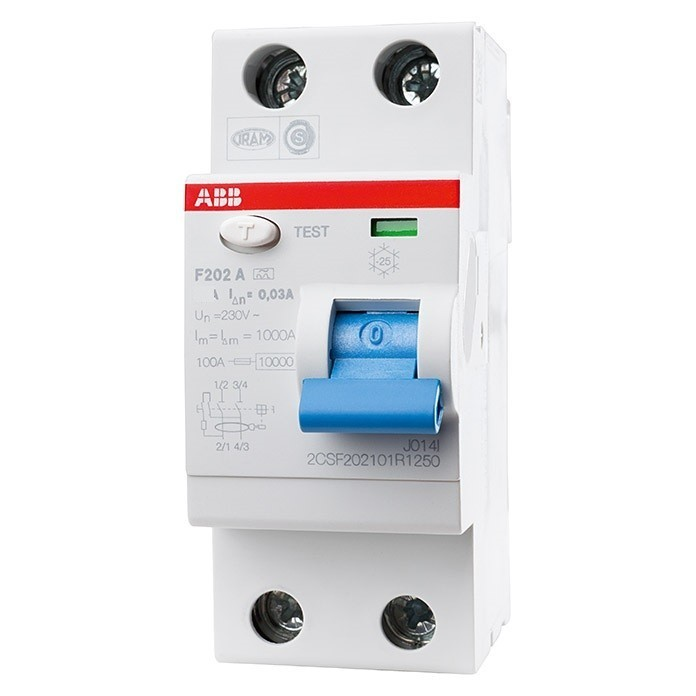 IRAM S
ABB
T TEST
-25
F202 A
IΔn = 0,03A
Un =230V~
Im= IΔm = 1000A
100A 10000
O
1/2 3/4
2/1 4/3
J014I
2CSF202101R1250